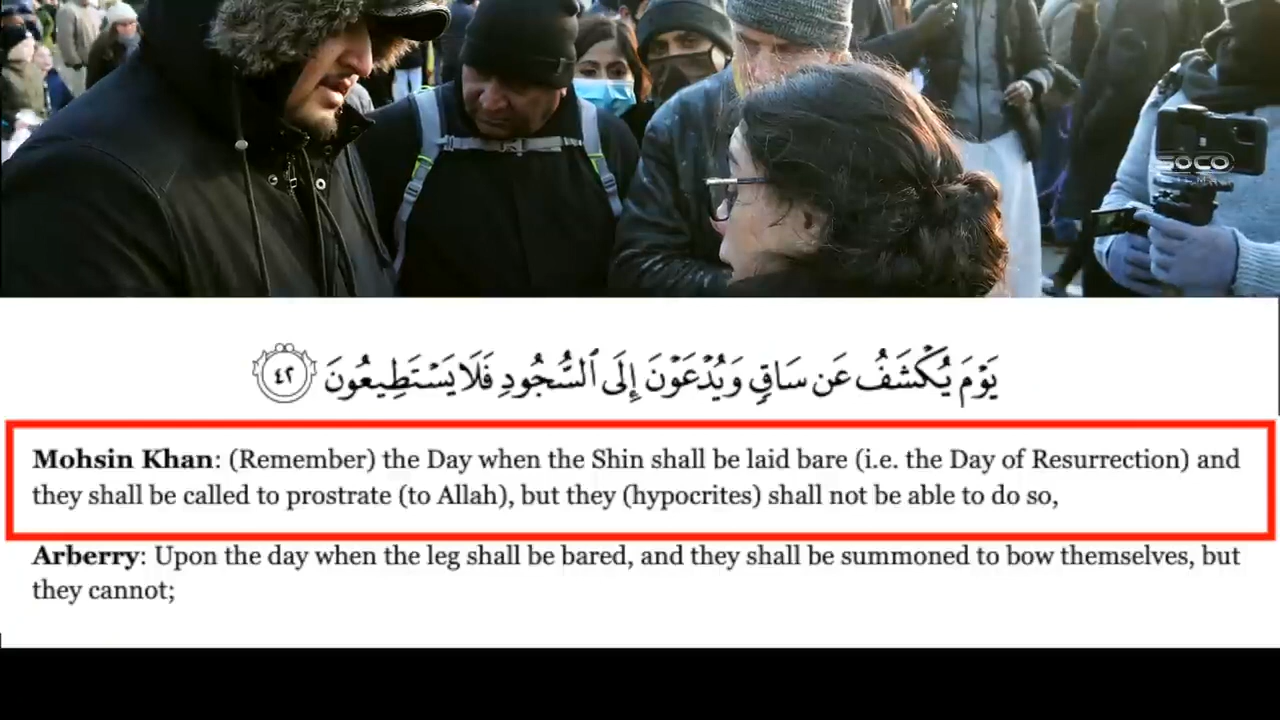 SOCO
يَوْمَ يُكْشَفُ عَن سَاقٍ وَيُدْعَوْنَ إِلَى ٱلسُّجُودِ فَلَا يَسْتَطِيعُونَ ٤٢
Mohsin Khan: (Remember) the Day when the Shin shall be laid bare (i.e. the Day of Resurrection) and
they shall be called to prostrate (to Allah), but they (hypocrites) shall not be able to do so,
Arberry: Upon the day when the leg shall be bared, and they shall be summoned to bow themselves, but
they cannot;